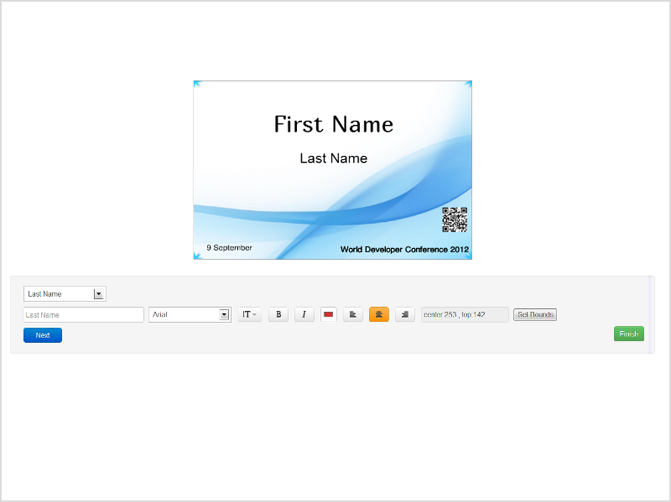 First Name
Last Name
9 September
World Developer Conference 2012
Last Name
Last Name
Arial
IT
B
I
center 253 , top 142
Set Bounds
Next
Finish